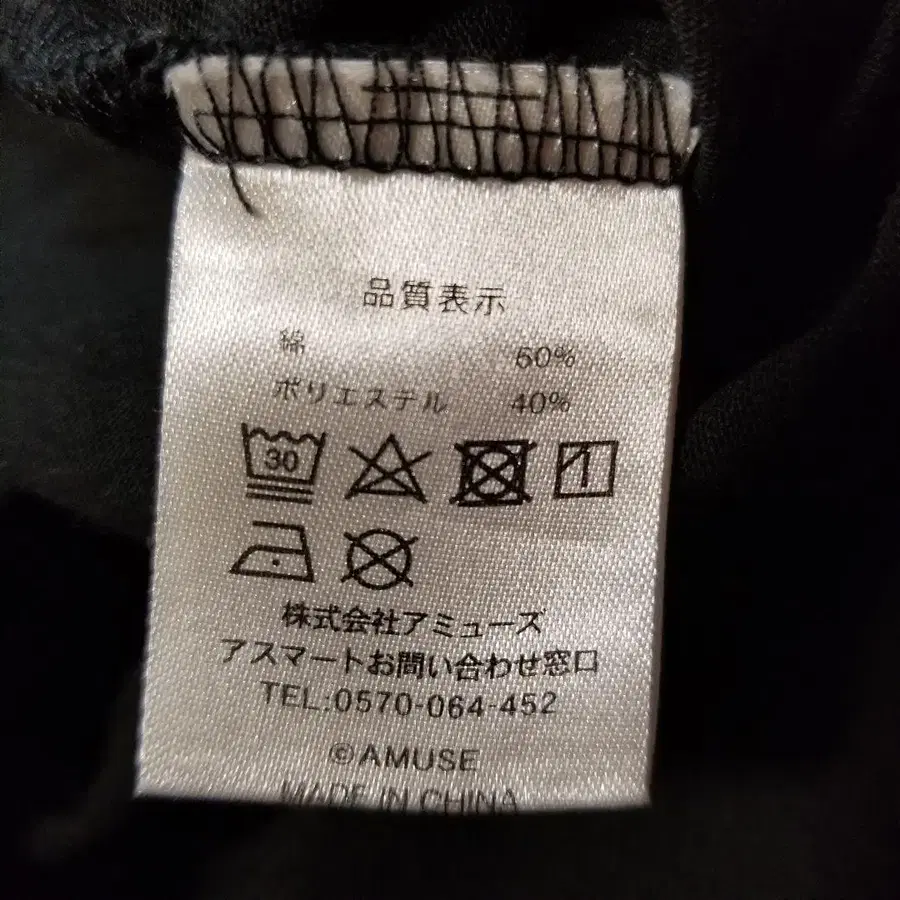 品質表示
綿 60%
ポリエステル 40%
30
株式会社アミューズ
アスマートお問い合わせ窓口
TEL:0570-064-452
©AMUSE
MADE IN CHINA